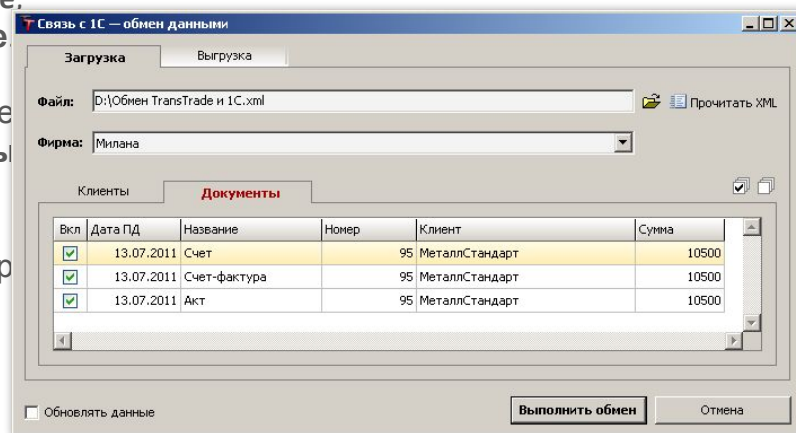 Связь с 1С — обмен данными
Загрузка Выгрузка
Файл: D:\Обмен TransTrade и 1С.xml Прочитать XML
Фирма: Милана
Клиенты Документы
Вкл Дата ПД Название Номер Клиент Сумма
13.07.2011 Счет 95 МеталлСтандарт 10500
13.07.2011 Счет-фактура 95 МеталлСтандарт 10500
13.07.2011 Акт 95 МеталлСтандарт 10500
Обновлять данные Выполнить обмен Отмена